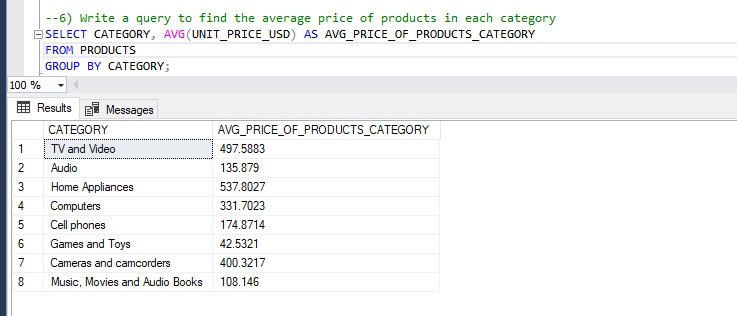 --6) Write a query to find the average price of products in each category
SELECT CATEGORY, AVG(UNIT_PRICE_USD) AS AVG_PRICE_OF_PRODUCTS_CATEGORY
FROM PRODUCTS
GROUP BY CATEGORY;
100 %
Results Messages
CATEGORY AVG_PRICE_OF_PRODUCTS_CATEGORY
1 TV and Video 497.5883
2 Audio 135.879
3 Home Appliances 537.8027
4 Computers 331.7023
5 Cell phones 174.8714
6 Games and Toys 42.5321
7 Cameras and camcorders 400.3217
8 Music, Movies and Audio Books 108.146